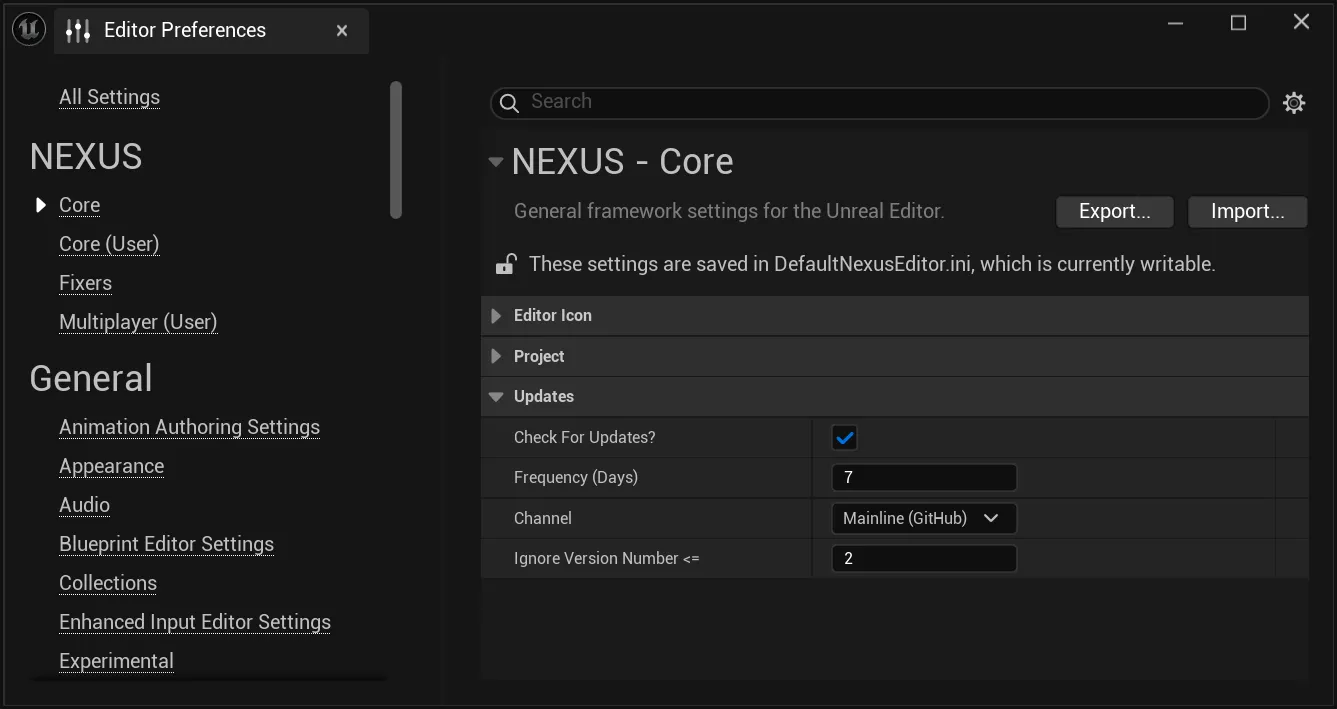 Editor Preferences
All Settings
NEXUS
Core
Core (User)
Fixers
Multiplayer (User)
General
Animation Authoring Settings
Appearance
Audio
Blueprint Editor Settings
Collections
Enhanced Input Editor Settings
Experimental
Search
NEXUS - Core
General framework settings for the Unreal Editor.
Export...
Import...
These settings are saved in DefaultNexusEditor.ini, which is currently writable.
Editor Icon
Project
Updates
Check For Updates?
Frequency (Days) 7
Channel Mainline (GitHub)
Ignore Version Number <= 2